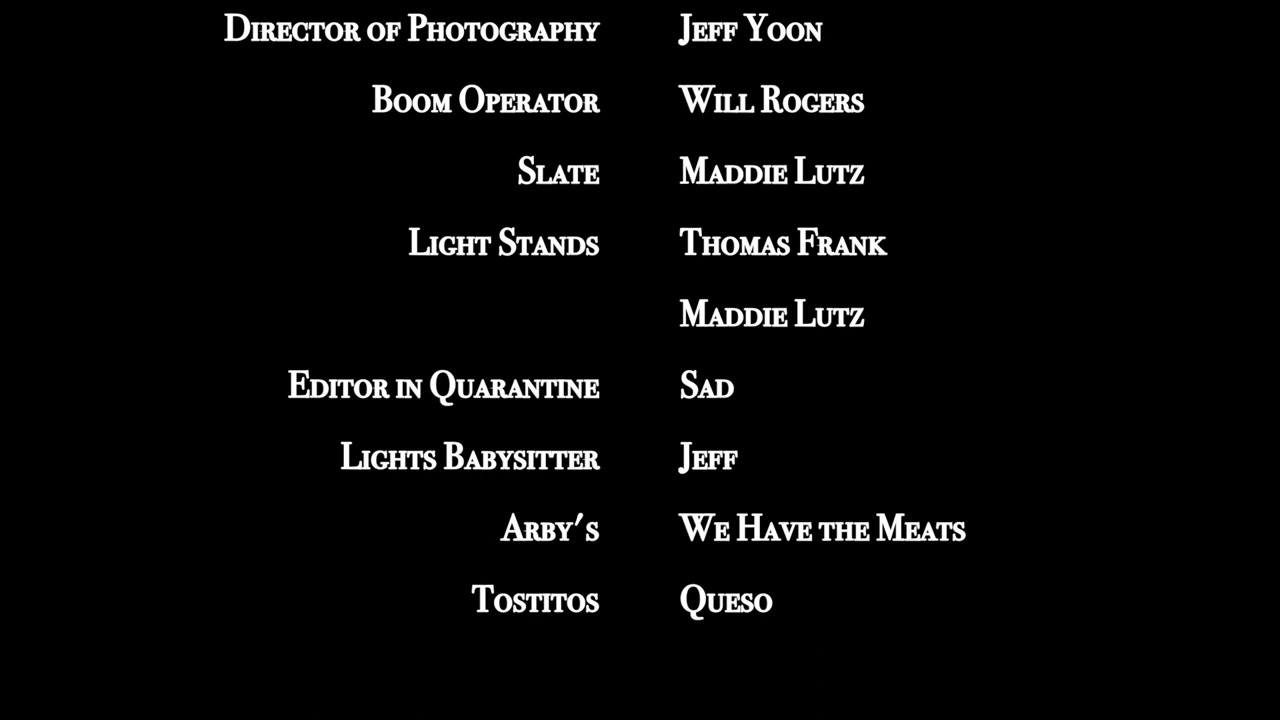 Director of Photography Jeff Yoon
Boom Operator Will Rogers
Slate Maddie Lutz
Light Stands Thomas Frank
Maddie Lutz
Editor in Quarantine Sad
Lights Babysitter Jeff
Arby's We Have the Meats
Tostitos Queso